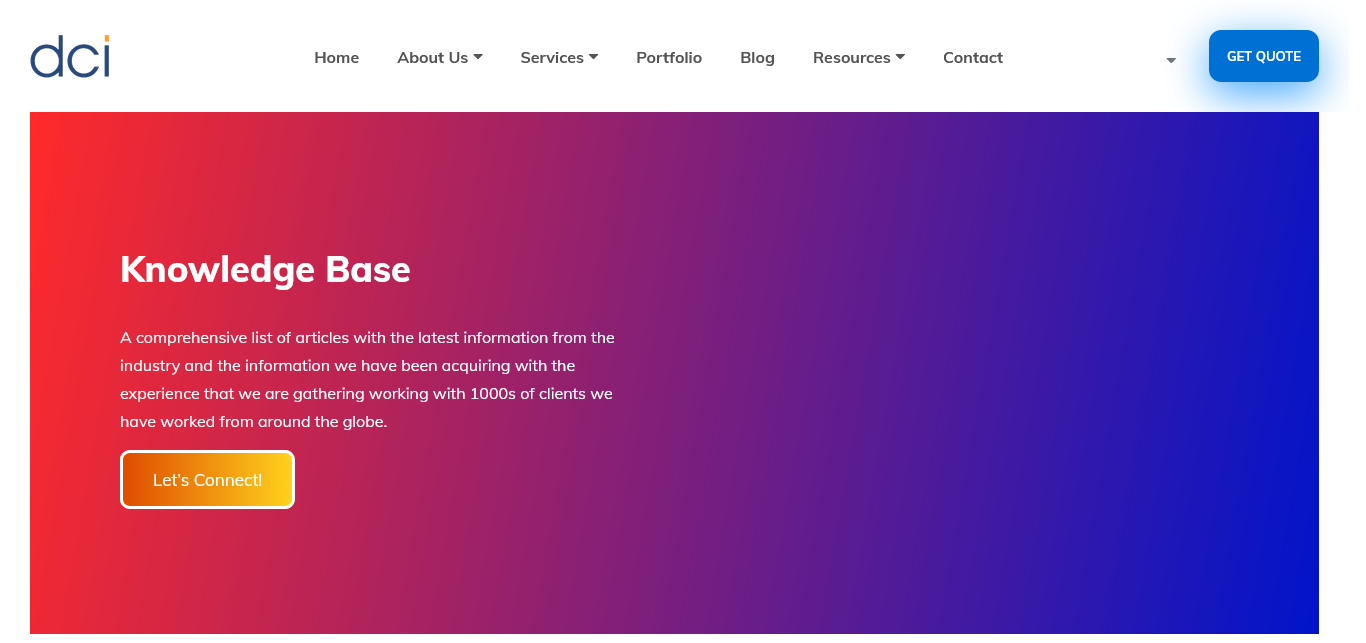 dci
Home
About Us
Services
Portfolio
Blog
Resources
Contact
GET QUOTE
Knowledge Base
A comprehensive list of articles with the latest information from the
industry and the information we have been acquiring with the
experience that we are gathering working with 1000s of clients we
have worked from around the globe.
Let's Connect!